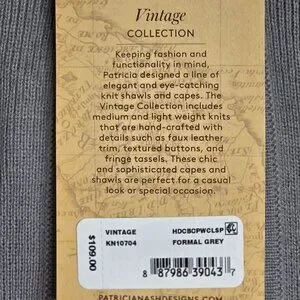 Vintage
COLLECTION
Keeping fashion and
functionality in mind,
Patricia designed a line of
elegant and eye-catching
knit shawls and capes. The
Vintage Collection includes
medium and light weight knits
that are hand-crafted with
details such as faux leather
trim, textured buttons, and
fringe tassels. These chic
and sophisticated capes and
shawls are perfect for a casual
look or special occasion.
VINTAGE HDCBOPWCLSP
KN10704 FORMAL GREY
$109.00
8 87986 39043 7
PATRICIANASHDESIGNS.COM